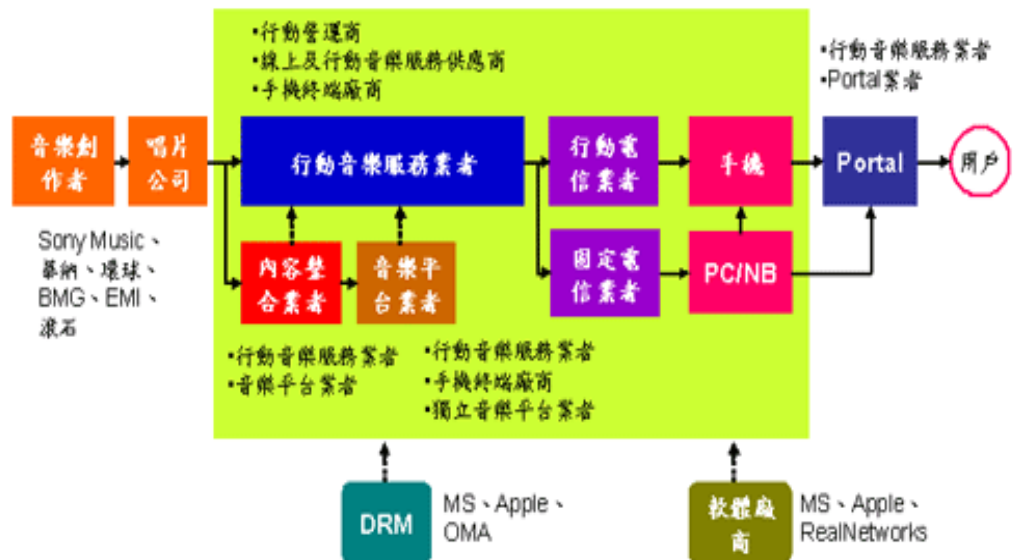 •行動營運商
•線上及行動音樂服務供應商
•手機終端廠商
•行動音樂服務業者
•Portal業者
音樂創
作者
唱片
公司
行動音樂服務業者
行動電
信業者
手機
Portal
用戶
Sony Music、
華納、環球、
BMG、EMI、
滾石
內容整
合業者
音樂平
台業者
固定電
信業者
PC/NB
•行動音樂服務業者
•音樂平台業者
•行動音樂服務業者
•手機終端廠商
•獨立音樂平台業者
DRM
MS、Apple、
OMA
軟體廠
商
MS、Apple、
RealNetworks